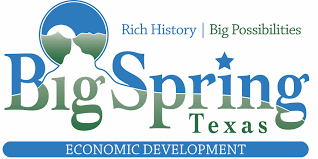 Rich History | Big Possibilities
Big Spring
Texas
ECONOMIC DEVELOPMENT